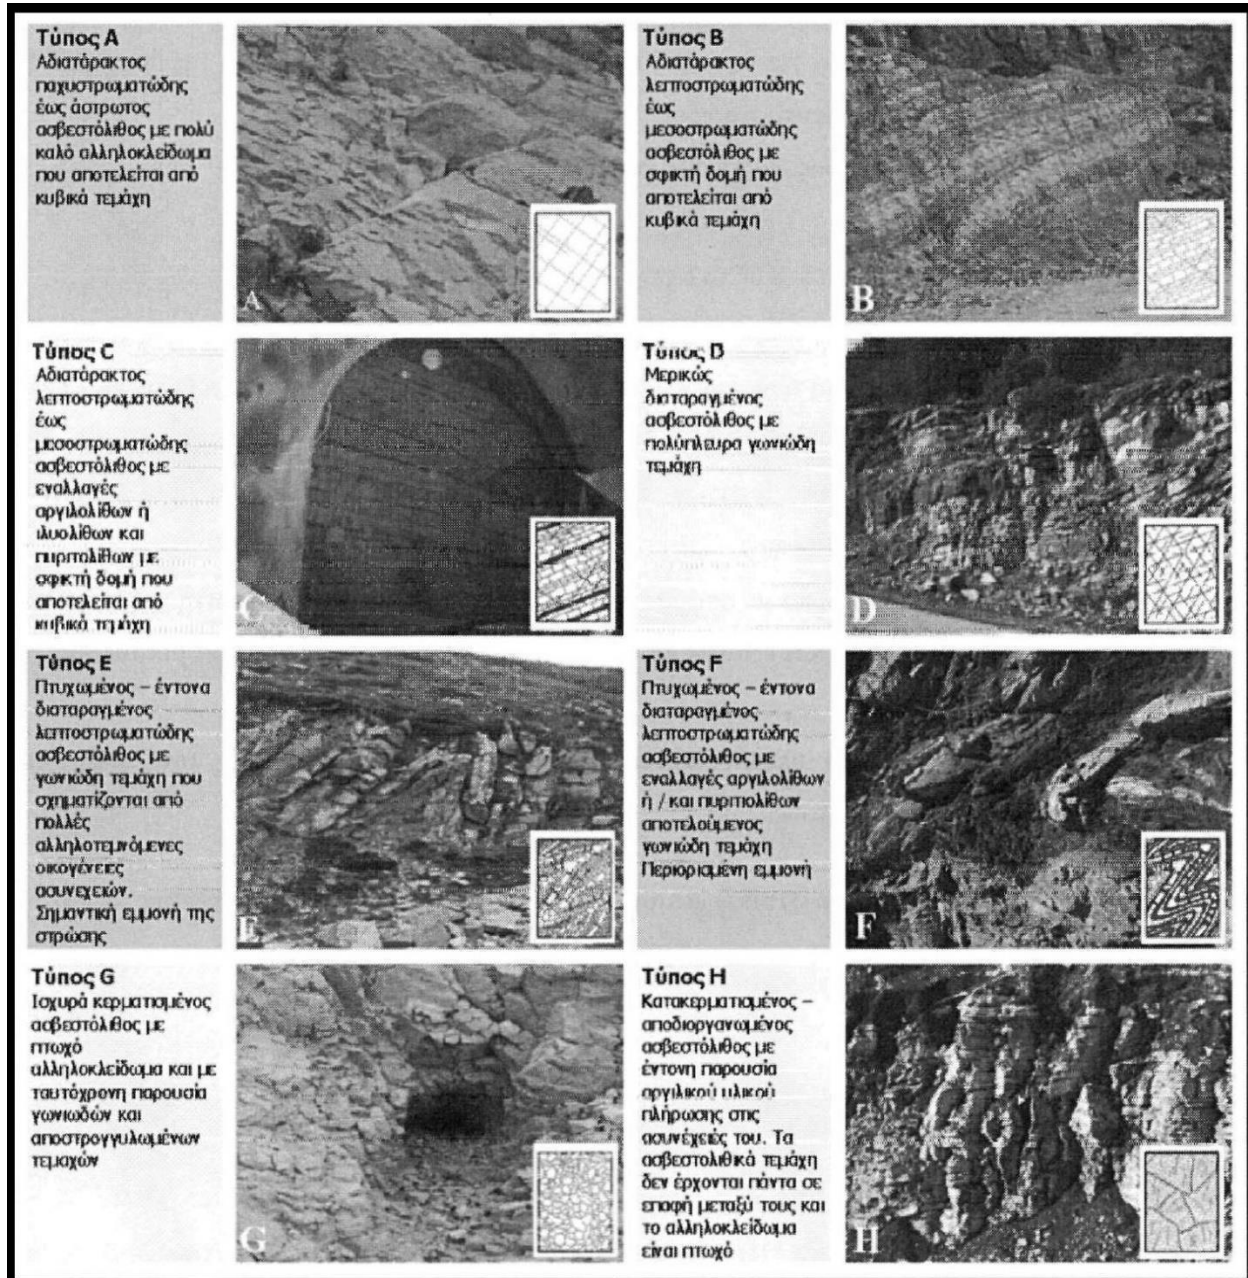 Τύπος A
Αδιατάρακτος
παχυστρωματώδης
έως άστρωτος
ασβεστόλιθος με πολύ
καλό αλληλοκλείδωμα
που αποτελείται από
κυβικά τεμάχη
A
Τύπος B
Αδιατάρακτος
λεπτοστρωματώδης
έως
μεσοστρωματώδης
ασβεστόλιθος με
σφικτή δομή που
αποτελείται από
κυβικά τεμάχη
B
Τύπος C
Αδιατάρακτος
λεπτοστρωματώδης
έως
μεσοστρωματώδης
ασβεστόλιθος με
εναλλαγές
αργιλολίθων ή
ιλυολίθων και
πυριτολίθων με
σφικτή δομή που
αποτελείται από
κυβικά τεμάχη
C
Τύπος D
Μερικώς
διαταραγμένος
ασβεστόλιθος με
πολύπλευρα γωνιώδη
τεμάχη
D
Τύπος E
Πτυχωμένος – έντονα
διαταραγμένος
λεπτοστρωματώδης
ασβεστόλιθος με
γωνιώδη τεμάχη που
σχηματίζονται από
πολλές
αλληλοτεμνόμενες
οικογένειες
ασυνεχειών.
Σημαντική εμμονή της
στρώσης
E
Τύπος F
Πτυχωμένος – έντονα
διαταραγμένος
λεπτοστρωματώδης
ασβεστόλιθος με
εναλλαγές αργιλολίθων
ή / και πυριτιολίθων
αποτελούμενος
γωνιώδη τεμάχη
Περιορισμένη εμμονή
F
Τύπος G
Ισχυρά κερματισμένος
ασβεστόλιθος με
πτωχό
αλληλοκλείδωμα και με
ταυτόχρονη παρουσία
γωνιωδών και
αποστρογγυλωμένων
τεμαχών
G
Τύπος H
Κατακερματισμένος –
αποδιοργανωμένος
ασβεστόλιθος με
έντονη παρουσία
αργιλικού υλικού
πλήρωσης στις
ασυνέχειές του. Τα
ασβεστολιθικά τεμάχη
δεν έρχονται πάντα σε
επαφή μεταξύ τους και
το αλληλοκλείδωμα
είναι πτωχό
H